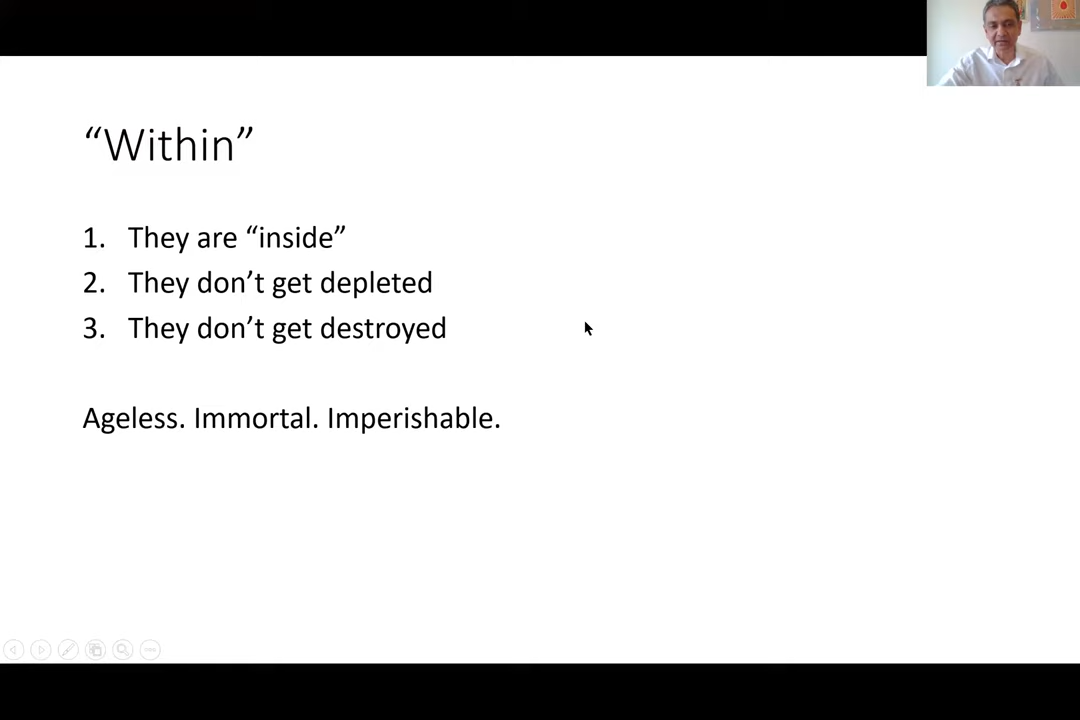 “Within”
1. They are “inside”
2. They don’t get depleted
3. They don’t get destroyed
Ageless. Immortal. Imperishable.